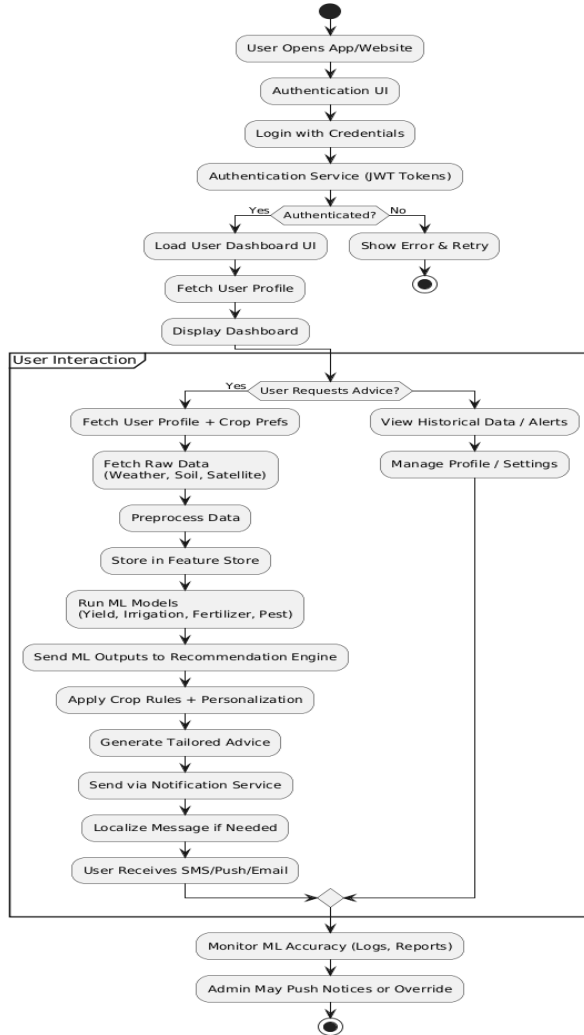 User Opens App/Website
Authentication UI
Login with Credentials
Authentication Service (JWT Tokens)
Yes
Authenticated?
No
Load User Dashboard UI
Show Error & Retry
Fetch User Profile
Display Dashboard
User Interaction
Yes
User Requests Advice?
Fetch User Profile + Crop Prefs
View Historical Data / Alerts
Fetch Raw Data
(Weather, Soil, Satellite)
Manage Profile / Settings
Preprocess Data
Store in Feature Store
Run ML Models
(Yield, Irrigation, Fertilizer, Pest)
Send ML Outputs to Recommendation Engine
Apply Crop Rules + Personalization
Generate Tailored Advice
Send via Notification Service
Localize Message if Needed
User Receives SMS/Push/Email
Monitor ML Accuracy (Logs, Reports)
Admin May Push Notices or Override